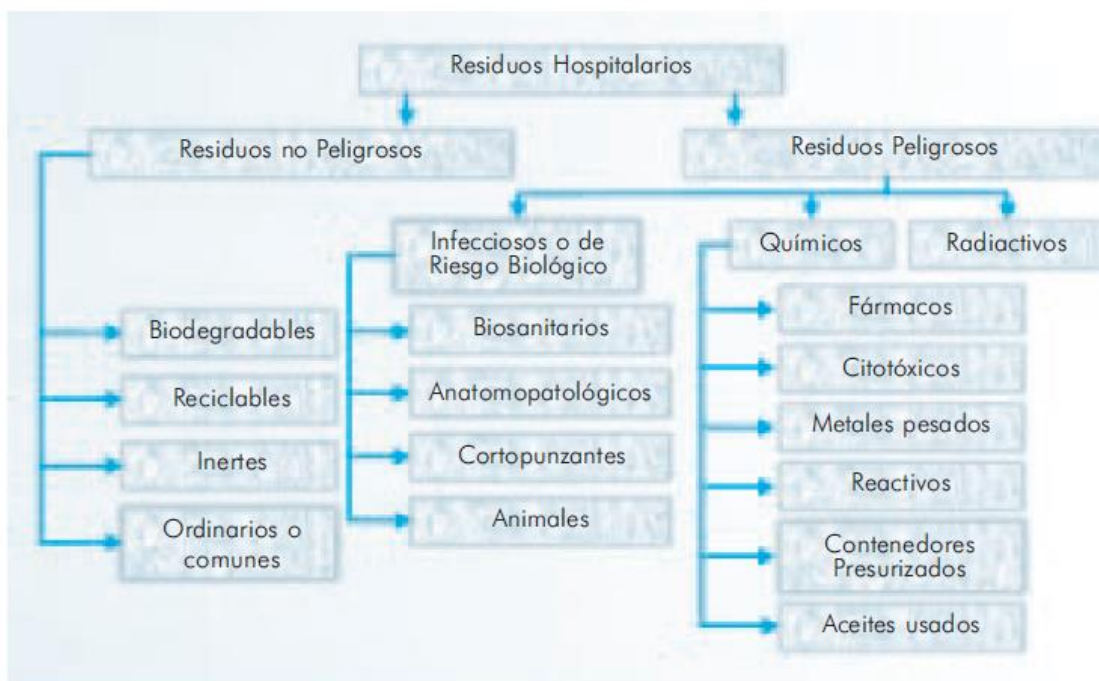 Residuos Hospitalarios
Residuos no Peligrosos
Residuos Peligrosos
Infecciosos o de
Riesgo Biológico
Químicos
Radiactivos
Biodegradables
Reciclables
Inertes
Ordinarios o
comunes
Biosanitarios
Anatomopatológicos
Cortopunzantes
Animales
Fármacos
Citotóxicos
Metales pesados
Reactivos
Contenedores
Presurizados
Aceites usados